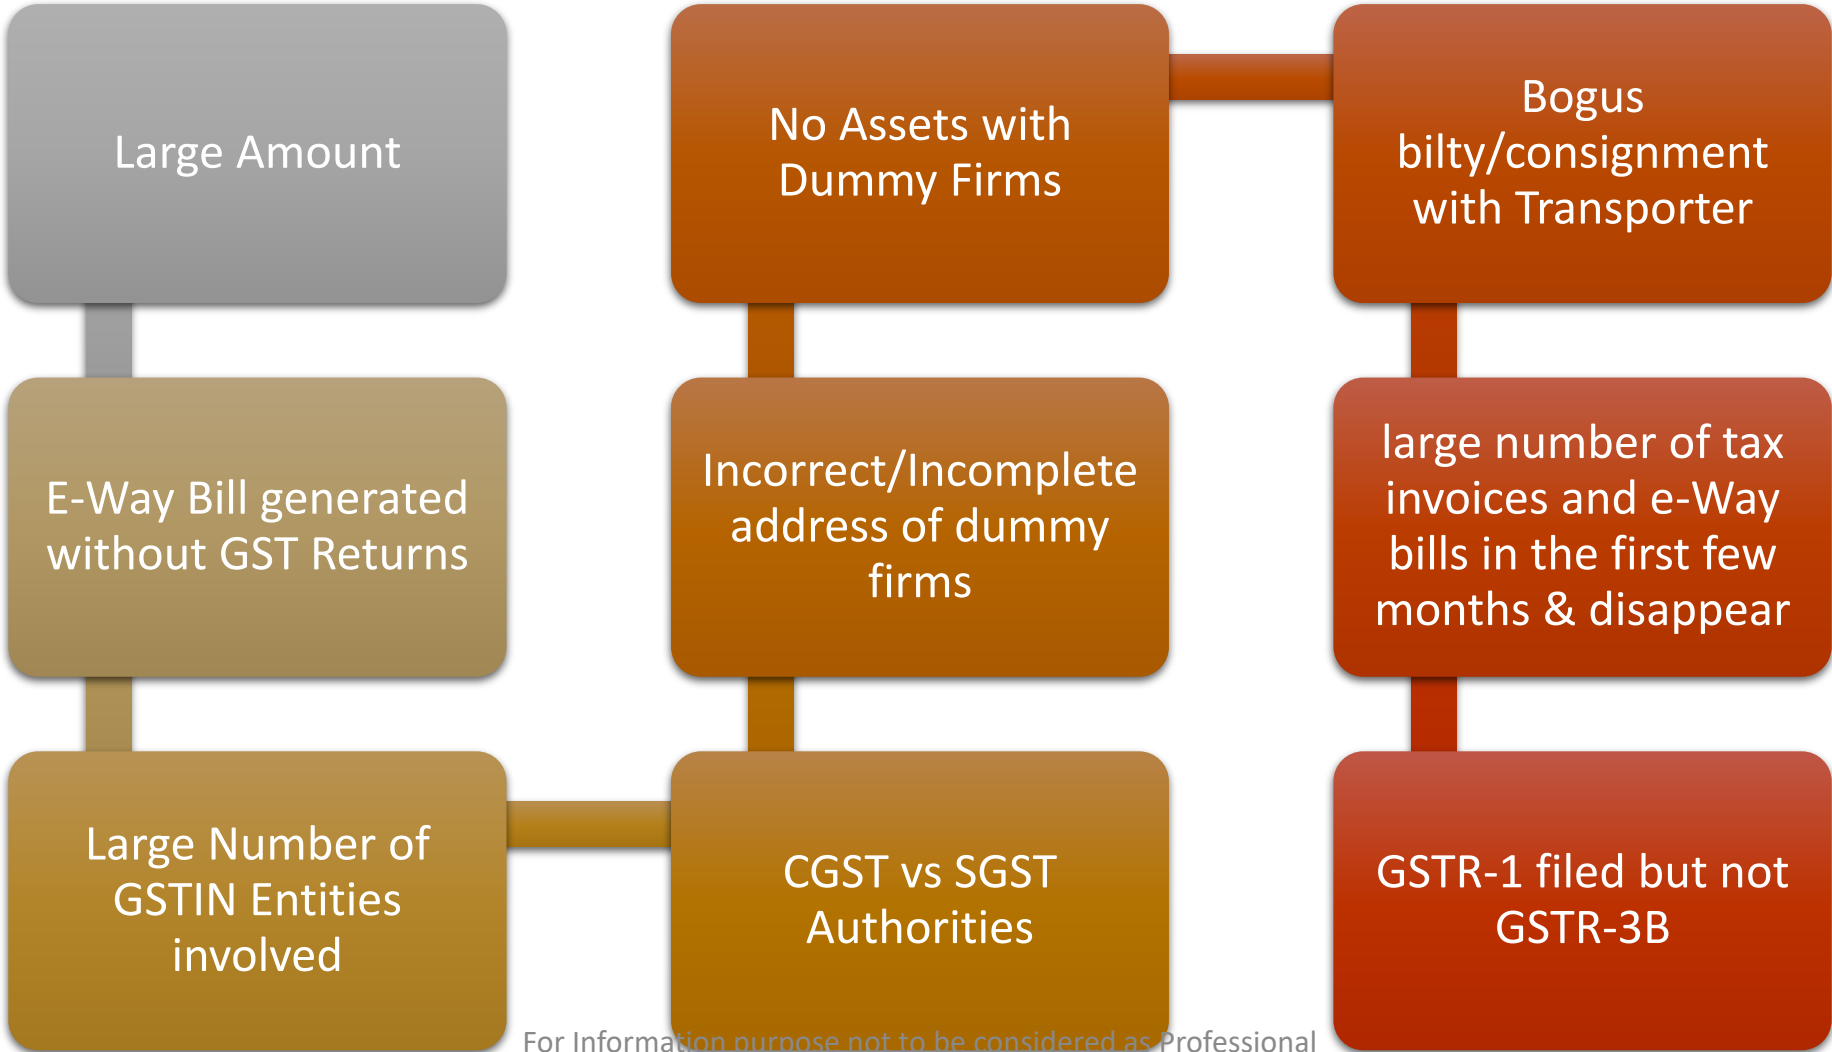 Large Amount
E-Way Bill generated
without GST Returns
Large Number of
GSTIN Entities
involved
CGST vs SGST
Authorities
Incorrect/Incomplete
address of dummy
firms
No Assets with
Dummy Firms
Bogus
bilty/consignment
with Transporter
large number of tax
invoices and e-Way
bills in the first few
months & disappear
GSTR-1 filed but not
GSTR-3B
For Information purpose not to be considered as Professional